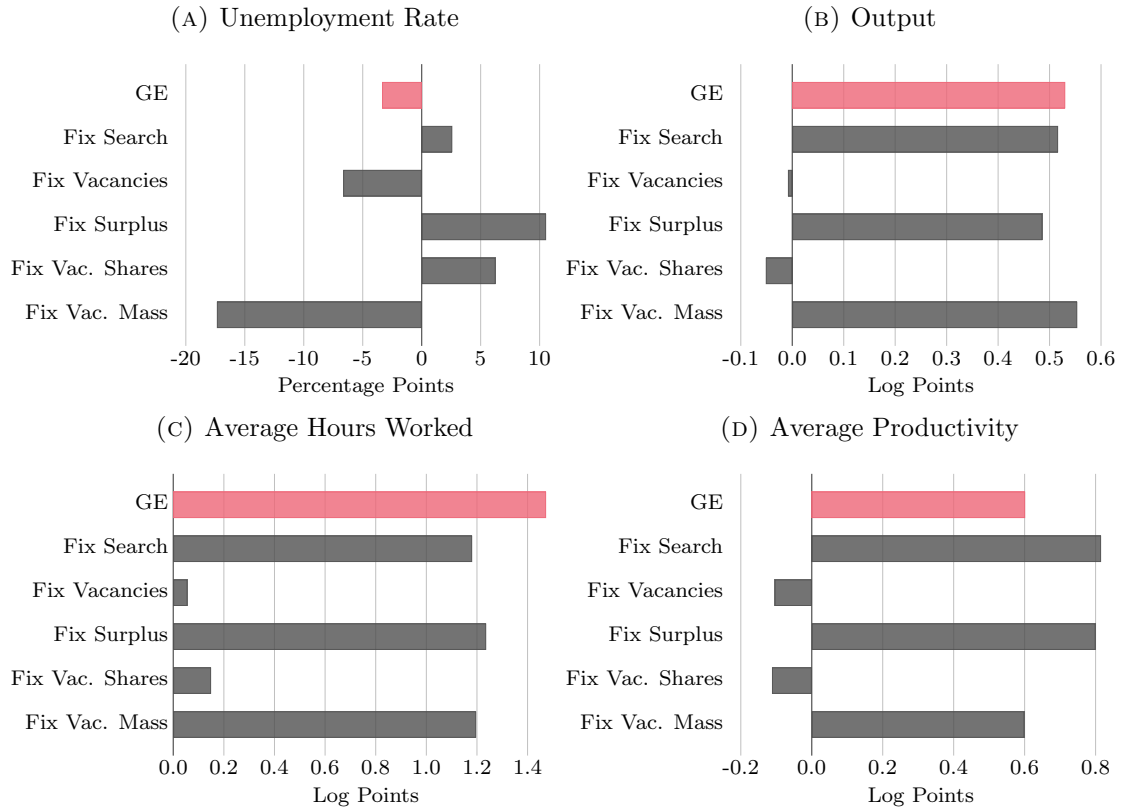 (A) Unemployment Rate
GE
Fix Search
Fix Vacancies
Fix Surplus
Fix Vac. Shares
Fix Vac. Mass
-20 -15 -10 -5 0 5 10
Percentage Points
(B) Output
GE
Fix Search
Fix Vacancies
Fix Surplus
Fix Vac. Shares
Fix Vac. Mass
-0.1 0.0 0.1 0.2 0.3 0.4 0.5 0.6
Log Points
(C) Average Hours Worked
GE
Fix Search
Fix Vacancies
Fix Surplus
Fix Vac. Shares
Fix Vac. Mass
0.0 0.2 0.4 0.6 0.8 1.0 1.2 1.4
Log Points
(D) Average Productivity
GE
Fix Search
Fix Vacancies
Fix Surplus
Fix Vac. Shares
Fix Vac. Mass
-0.2 0.0 0.2 0.4 0.6 0.8
Log Points